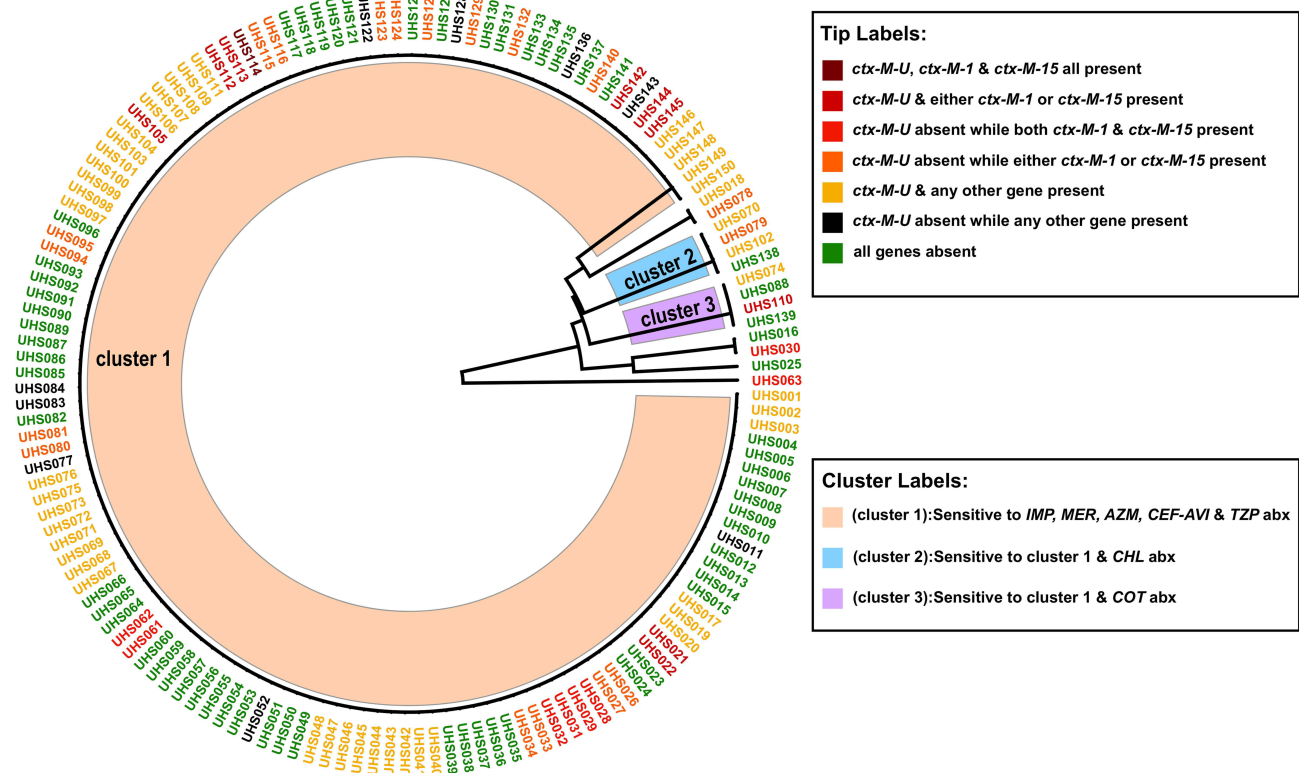 Tip Labels:
ctx-M-U, ctx-M-1 & ctx-M-15 all present
ctx-M-U & either ctx-M-1 or ctx-M-15 present
ctx-M-U absent while both ctx-M-1 & ctx-M-15 present
ctx-M-U absent while either ctx-M-1 or ctx-M-15 present
ctx-M-U & any other gene present
ctx-M-U absent while any other gene present
all genes absent
Cluster Labels:
(cluster 1):Sensitive to IMP, MER, AZM, CEF-AVI & TZP abx
(cluster 2):Sensitive to cluster 1 & CHL abx
(cluster 3):Sensitive to cluster 1 & COT abx
cluster 1
cluster 2
cluster 3
UHS130
UHS131
UHS132
UHS133
UHS134
UHS135
UHS136
UHS137
UHS140
UHS141
UHS142
UHS143
UHS144
UHS145
UHS146
UHS147
UHS148
UHS149
UHS150
UHS018
UHS078
UHS070
UHS079
UHS102
UHS138
UHS074
UHS088
UHS110
UHS139
UHS016
UHS030
UHS025
UHS063
UHS001
UHS002
UHS003
UHS004
UHS005
UHS006
UHS007
UHS008
UHS009
UHS010
UHS011
UHS012
UHS013
UHS014
UHS015
UHS017
UHS019
UHS020
UHS021
UHS022
UHS023
UHS024
UHS026
UHS027
UHS028
UHS029
UHS031
UHS032
UHS033
UHS034
UHS035
UHS036
UHS037
UHS038
UHS039
UHS042
UHS043
UHS044
UHS045
UHS046
UHS047
UHS048
UHS049
UHS050
UHS051
UHS052
UHS053
UHS054
UHS055
UHS056
UHS057
UHS058
UHS059
UHS060
UHS061
UHS062
UHS064
UHS065
UHS066
UHS067
UHS068
UHS069
UHS071
UHS072
UHS073
UHS075
UHS076
UHS077
UHS080
UHS081
UHS082
UHS083
UHS084
UHS085
UHS086
UHS087
UHS089
UHS090
UHS091
UHS092
UHS093
UHS094
UHS095
UHS096
UHS097
UHS098
UHS099
UHS100
UHS101
UHS103
UHS104
UHS105
UHS106
UHS107
UHS108
UHS109
UHS111
UHS112
UHS113
UHS114
UHS115
UHS116
UHS117
UHS118
UHS119
UHS120
UHS121
UHS122
UHS123
UHS124